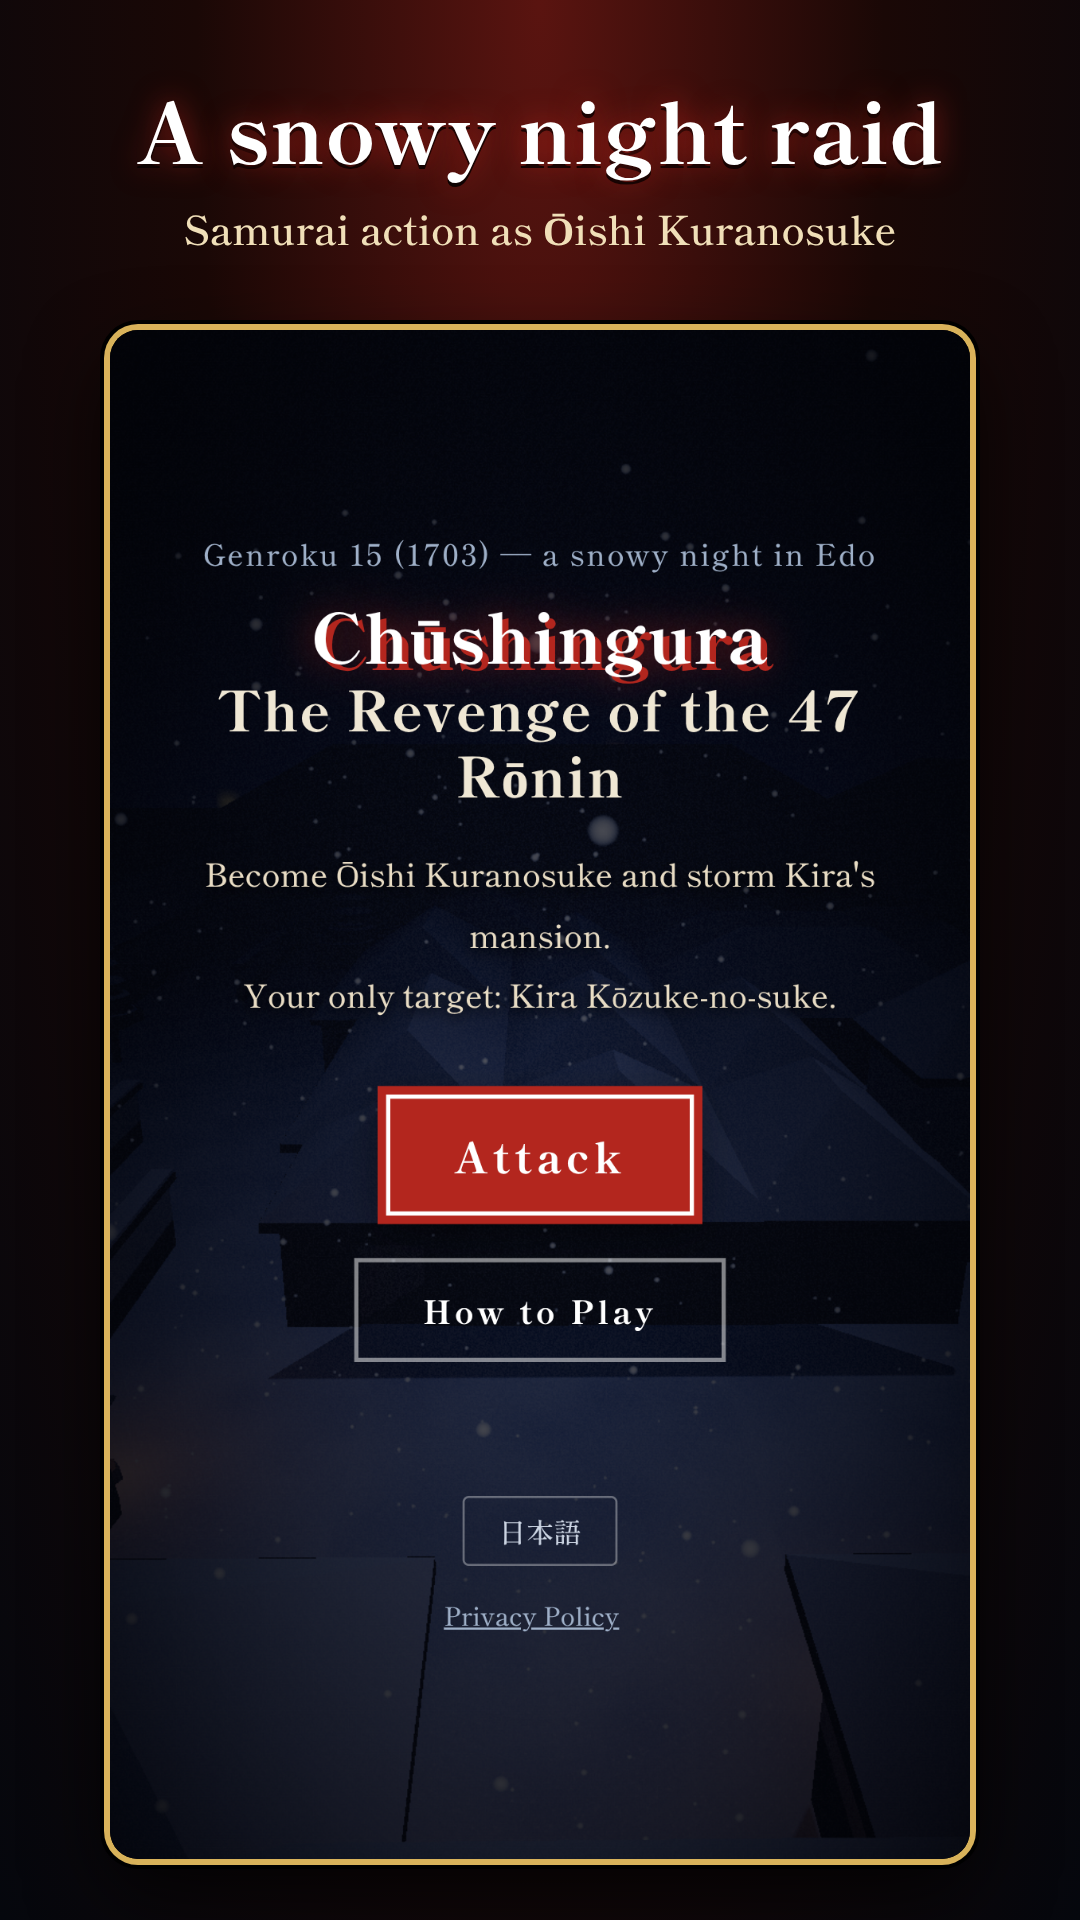 A snowy night raid
Samurai action as Ōishi Kuranosuke
Genroku 15 (1703) — a snowy night in Edo
Chūshingura
The Revenge of the 47
Rōnin
Become Ōishi Kuranosuke and storm Kira's
mansion.
Your only target: Kira Kōzuke-no-suke.
Attack
How to Play
日本語
Privacy Policy